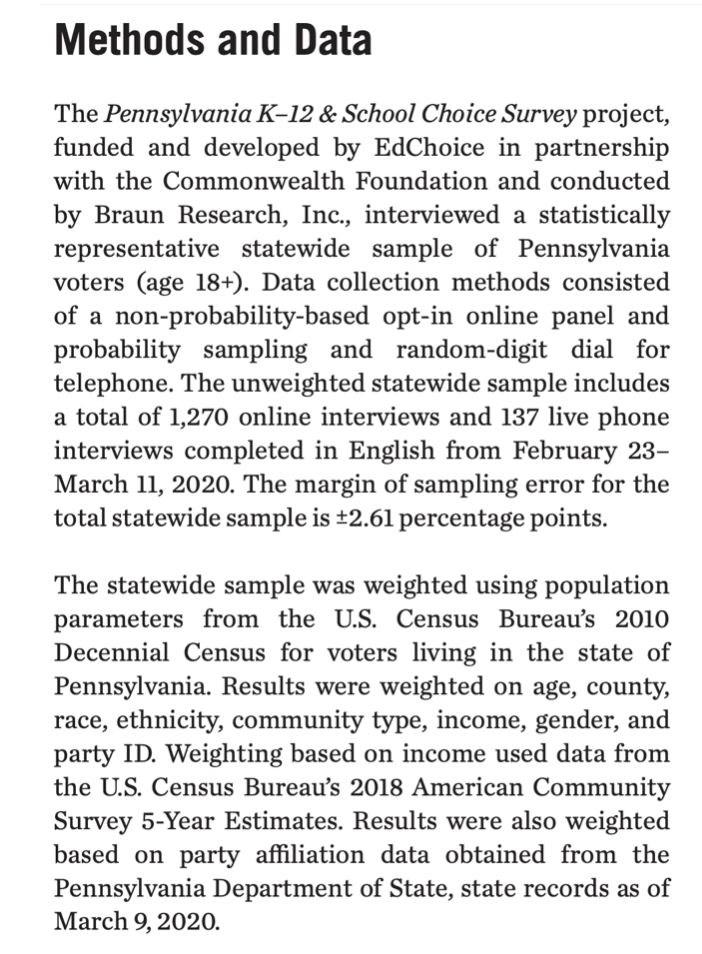 Methods and Data
The Pennsylvania K–12 & School Choice Survey project,
funded and developed by EdChoice in partnership
with the Commonwealth Foundation and conducted
by Braun Research, Inc., interviewed a statistically
representative statewide sample of Pennsylvania
voters (age 18+). Data collection methods consisted
of a non-probability-based opt-in online panel and
probability sampling and random-digit dial for
telephone. The unweighted statewide sample includes
a total of 1,270 online interviews and 137 live phone
interviews completed in English from February 23–
March 11, 2020. The margin of sampling error for the
total statewide sample is ±2.61 percentage points.
The statewide sample was weighted using population
parameters from the U.S. Census Bureau’s 2010
Decennial Census for voters living in the state of
Pennsylvania. Results were weighted on age, county,
race, ethnicity, community type, income, gender, and
party ID. Weighting based on income used data from
the U.S. Census Bureau’s 2018 American Community
Survey 5-Year Estimates. Results were also weighted
based on party affiliation data obtained from the
Pennsylvania Department of State, state records as of
March 9, 2020.